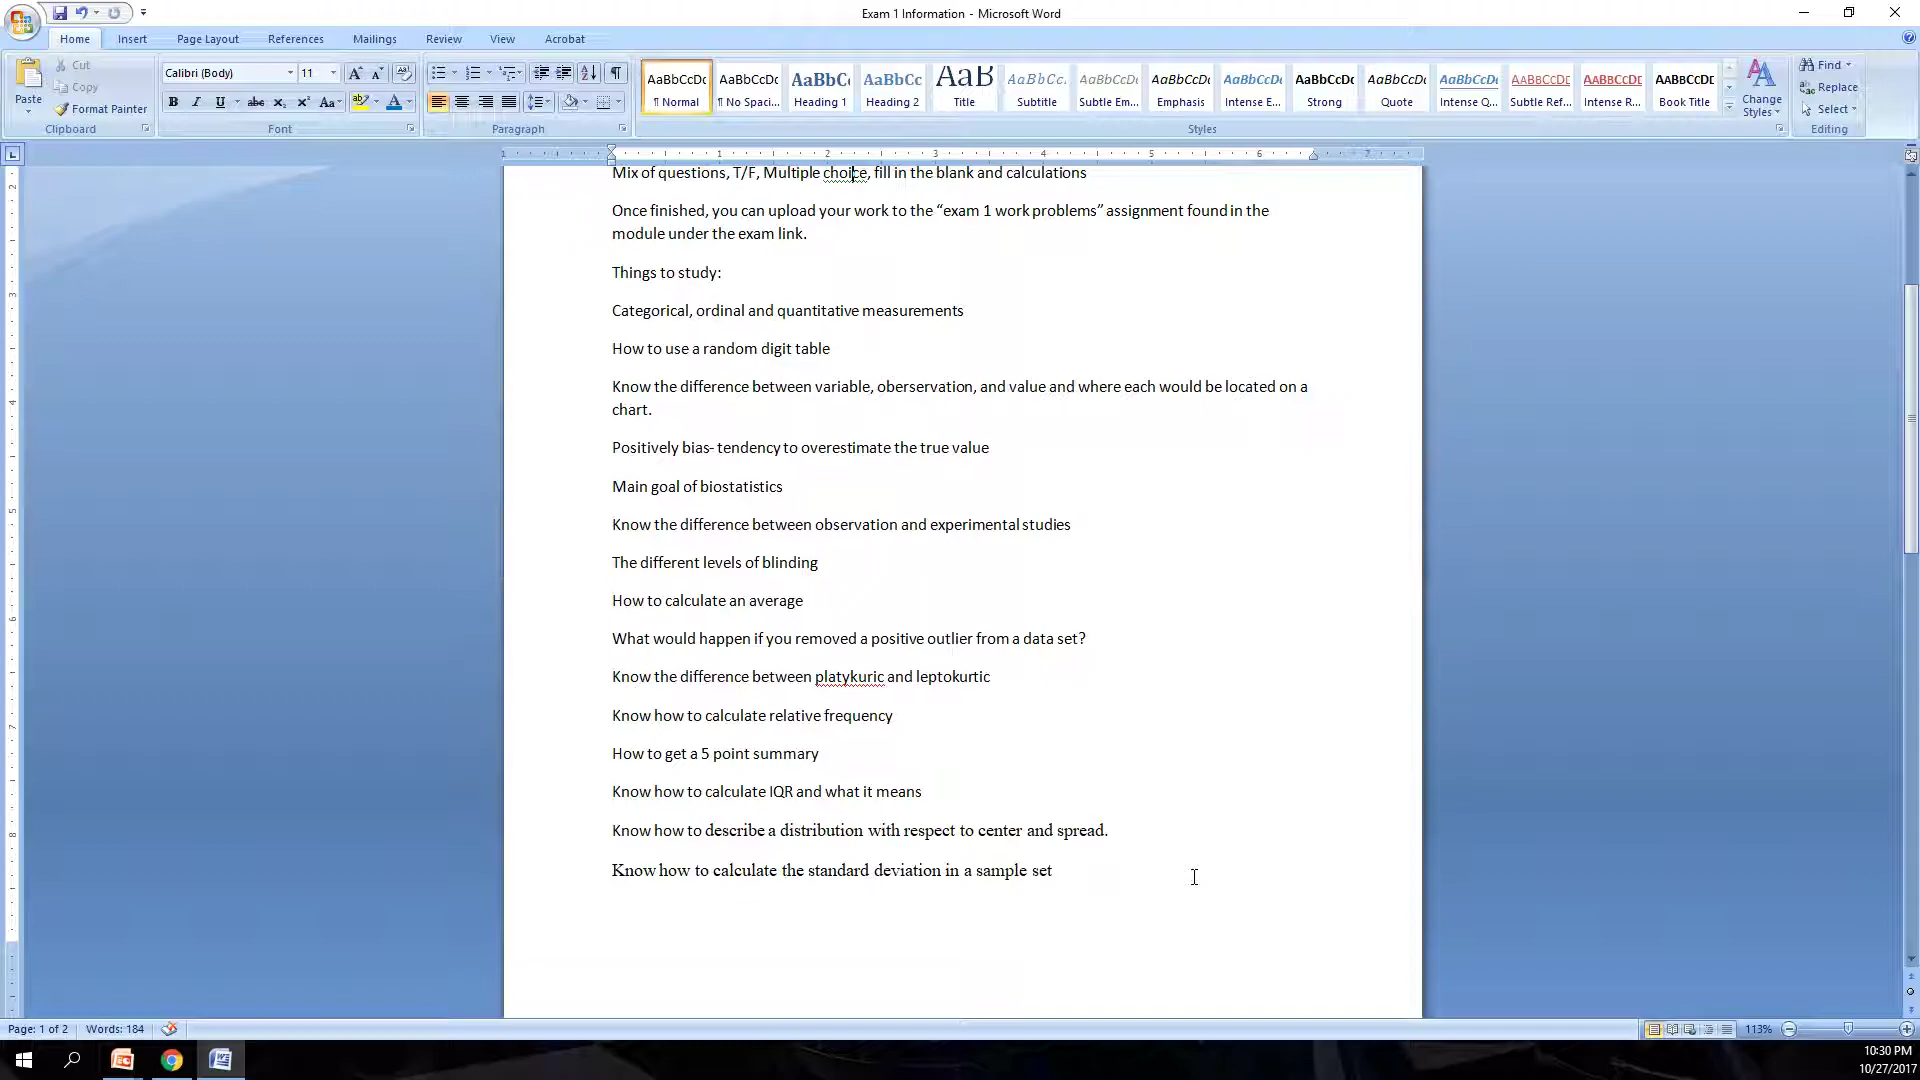 Exam 1 Information - Microsoft Word
Home Insert Page Layout References Mailings Review View Acrobat
Paste
Cut
Copy
Format Painter
Clipboard
Calibri (Body) 11
Font
Paragraph
AaBbCcDc AaBbCcDc AaBbC AaBbCc AaB AaBbCc. AaBbCcDc AaBbCcDc AaBbCcDc AaBbCcDc AaBbCcDc AaBbCcDc AABBCCDE AABBCCDE AABBCCDE
¶ Normal ¶ No Spaci... Heading 1 Heading 2 Title Subtitle Subtle Em... Emphasis Intense E... Strong Quote Intense Q... Subtle Ref... Intense R... Book Title
Change Styles
Styles
Find
Replace
Select
Editing
Mix of questions, T/F, Multiple choice, fill in the blank and calculations
Once finished, you can upload your work to the “exam 1 work problems” assignment found in the
module under the exam link.
Things to study:
Categorical, ordinal and quantitative measurements
How to use a random digit table
Know the difference between variable, oberservation, and value and where each would be located on a
chart.
Positively bias- tendency to overestimate the true value
Main goal of biostatistics
Know the difference between observation and experimental studies
The different levels of blinding
How to calculate an average
What would happen if you removed a positive outlier from a data set?
Know the difference between platykuric and leptokurtic
Know how to calculate relative frequency
How to get a 5 point summary
Know how to calculate IQR and what it means
Know how to describe a distribution with respect to center and spread.
Know how to calculate the standard deviation in a sample set
Page: 1 of 2 Words: 184
113%
10:30 PM
10/27/2017